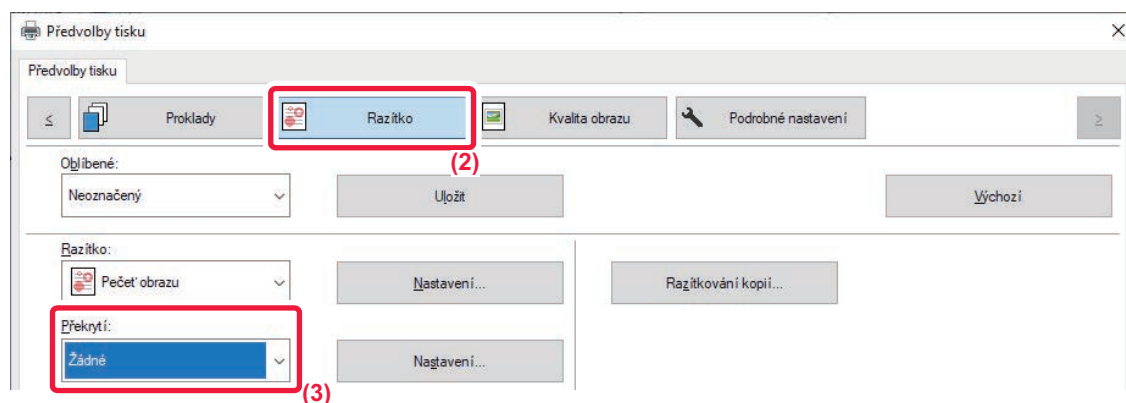 Předvolby tisku
Předvolby tisku
≤ Proklady Razítko Kvalita obrazu Podrobné nastavení ≥
(2)
Oblíbené:
Neoznačený Uložit Výchozí
Razítko:
Pečeť obrazu Nastavení... Razítkování kopií...
Překrytí:
Žádné Nastavení...
(3)